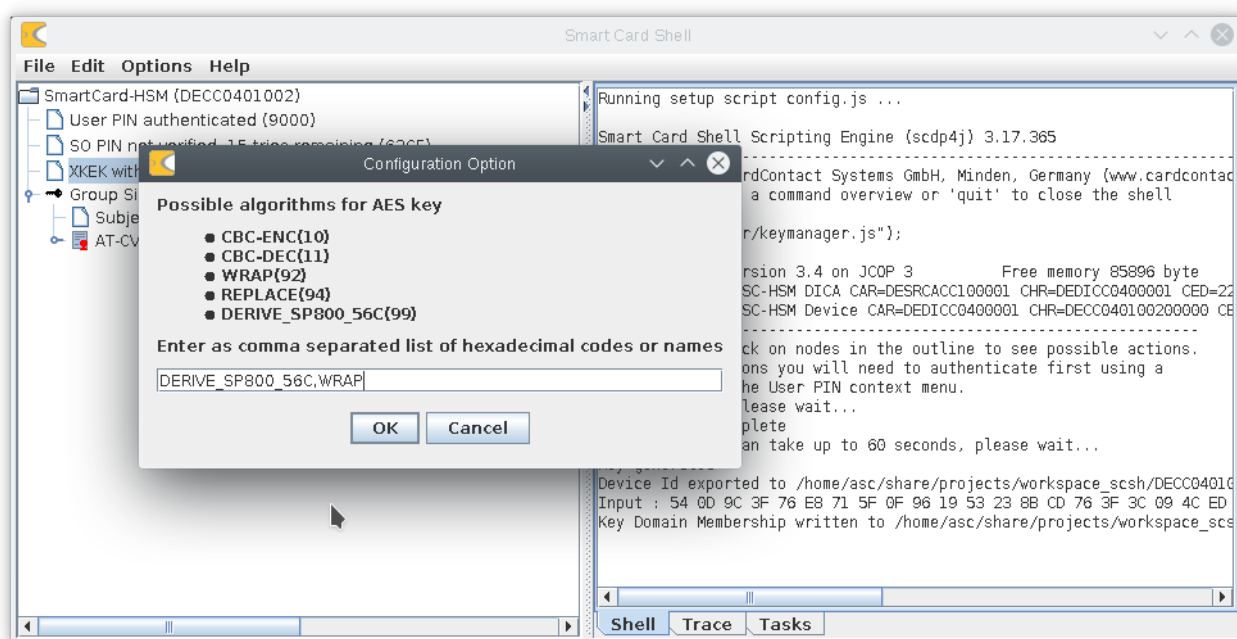 Smart Card Shell
File Edit Options Help
SmartCard-HSM (DECC0401002)
User PIN authenticated (9000)
SO PIN not verified, 15 tries remaining (63CF)
XKEK with
Group Si
Subje
AT-CV
Configuration Option
Possible algorithms for AES key
CBC-ENC(10)
CBC-DEC(11)
WRAP(92)
REPLACE(94)
DERIVE_SP800_56C(99)
Enter as comma separated list of hexadecimal codes or names
DERIVE_SP800_56C,WRAP
OK Cancel
Running setup script config.js ...
Smart Card Shell Scripting Engine (scdp4j) 3.17.365
-----------------------------------------------------------------
rdContact Systems GmbH, Minden, Germany (www.cardcontac
a command overview or 'quit' to close the shell
r/keymanager.js");
rsion 3.4 on JCOP 3 Free memory 85896 byte
SC-HSM DICA CAR=DESRCACC100001 CHR=DEDICC0400001 CED=22
SC-HSM Device CAR=DEDICC0400001 CHR=DECC040100200000 CE
-----------------------------------------------
ck on nodes in the outline to see possible actions.
ons you will need to authenticate first using a
he User PIN context menu.
lease wait...
plete
an take up to 60 seconds, please wait...
Key generated
Device Id exported to /home/asc/share/projects/workspace_scsh/DECC04010
Input : 54 0D 9C 3F 76 E8 71 5F 0F 96 19 53 23 8B CD 76 3F 3C 09 4C ED
Key Domain Membership written to /home/asc/share/projects/workspace_scs
Shell Trace Tasks